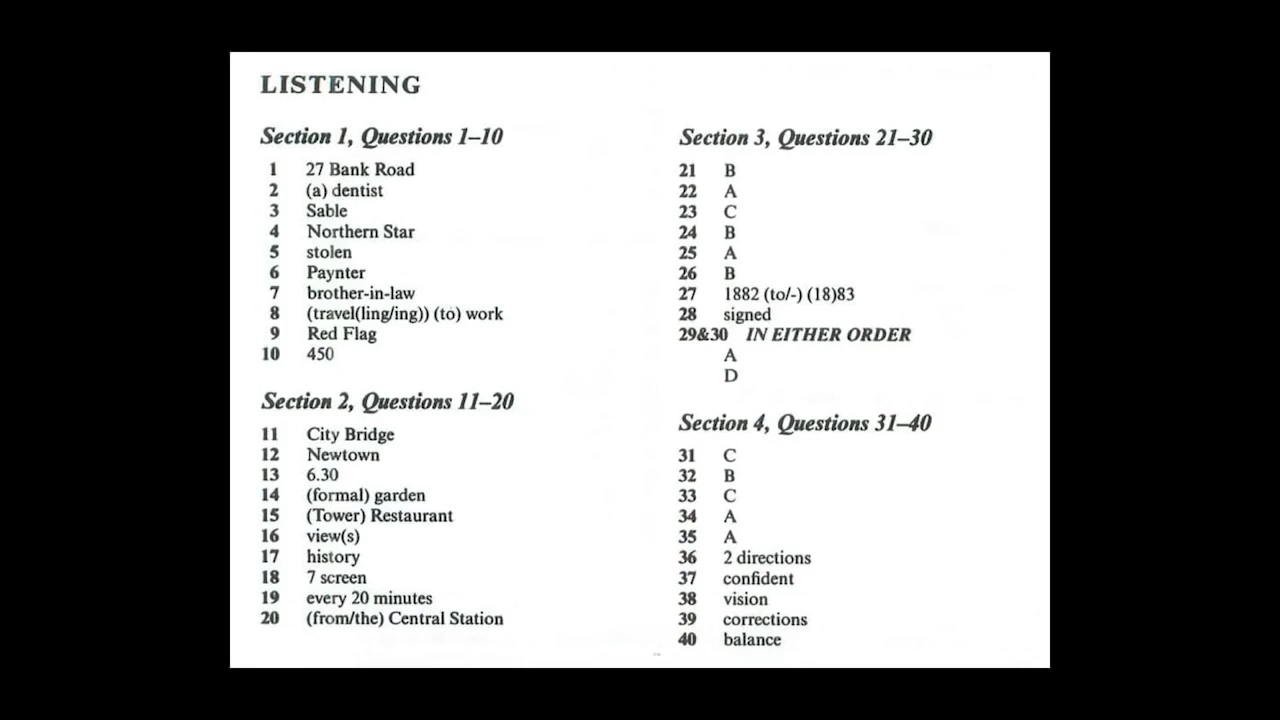 LISTENING
Section 1, Questions 1–10
1 27 Bank Road
2 (a) dentist
3 Sable
4 Northern Star
5 stolen
6 Paynter
7 brother-in-law
8 (travel(ling/ing)) (to) work
9 Red Flag
10 450
Section 2, Questions 11–20
11 City Bridge
12 Newtown
13 6.30
14 (formal) garden
15 (Tower) Restaurant
16 view(s)
17 history
18 7 screen
19 every 20 minutes
20 (from/the) Central Station
Section 3, Questions 21–30
21 B
22 A
23 C
24 B
25 A
26 B
27 1882 (to/-) (18)83
28 signed
29&30 IN EITHER ORDER
A
D
Section 4, Questions 31–40
31 C
32 B
33 C
34 A
35 A
36 2 directions
37 confident
38 vision
39 corrections
40 balance